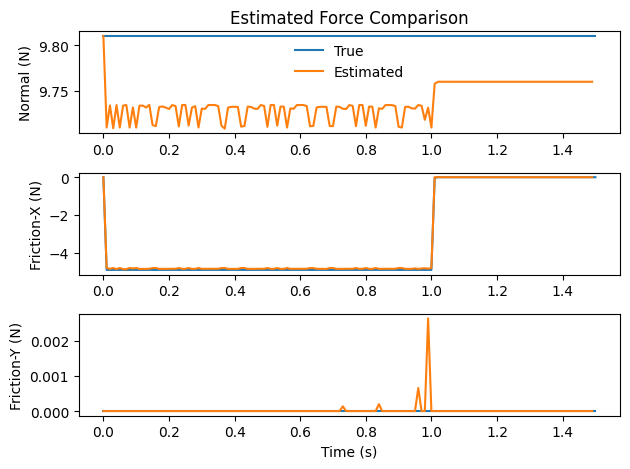 Estimated Force Comparison
Normal (N)
9.80
9.75
True
Estimated
0.0 0.2 0.4 0.6 0.8 1.0 1.2 1.4
Friction-X (N)
0
−2
−4
0.0 0.2 0.4 0.6 0.8 1.0 1.2 1.4
Friction-Y (N)
0.002
0.001
0.000
0.0 0.2 0.4 0.6 0.8 1.0 1.2 1.4
Time (s)